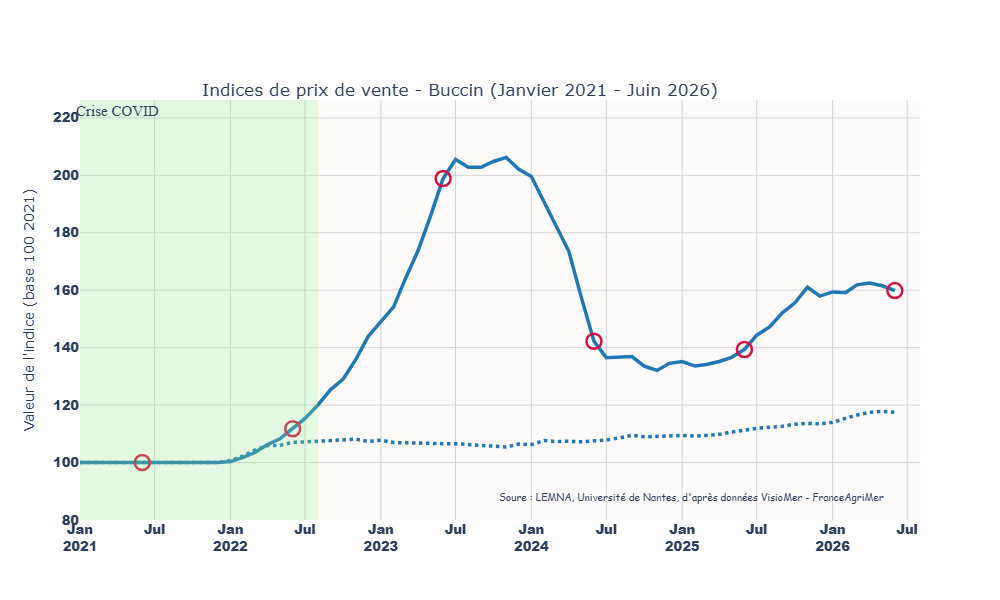 Indices de prix de vente - Buccin (Janvier 2021 - Juin 2026)
Crise COVID
Valeur de l'indice (base 100 2021)
220
200
180
160
140
120
100
80
Soure : LEMNA, Université de Nantes, d'après données VisioMer - FranceAgriMer
Jan Jul Jan Jul Jan Jul Jan Jul Jan Jul Jan Jul
2021 2022 2023 2024 2025 2026